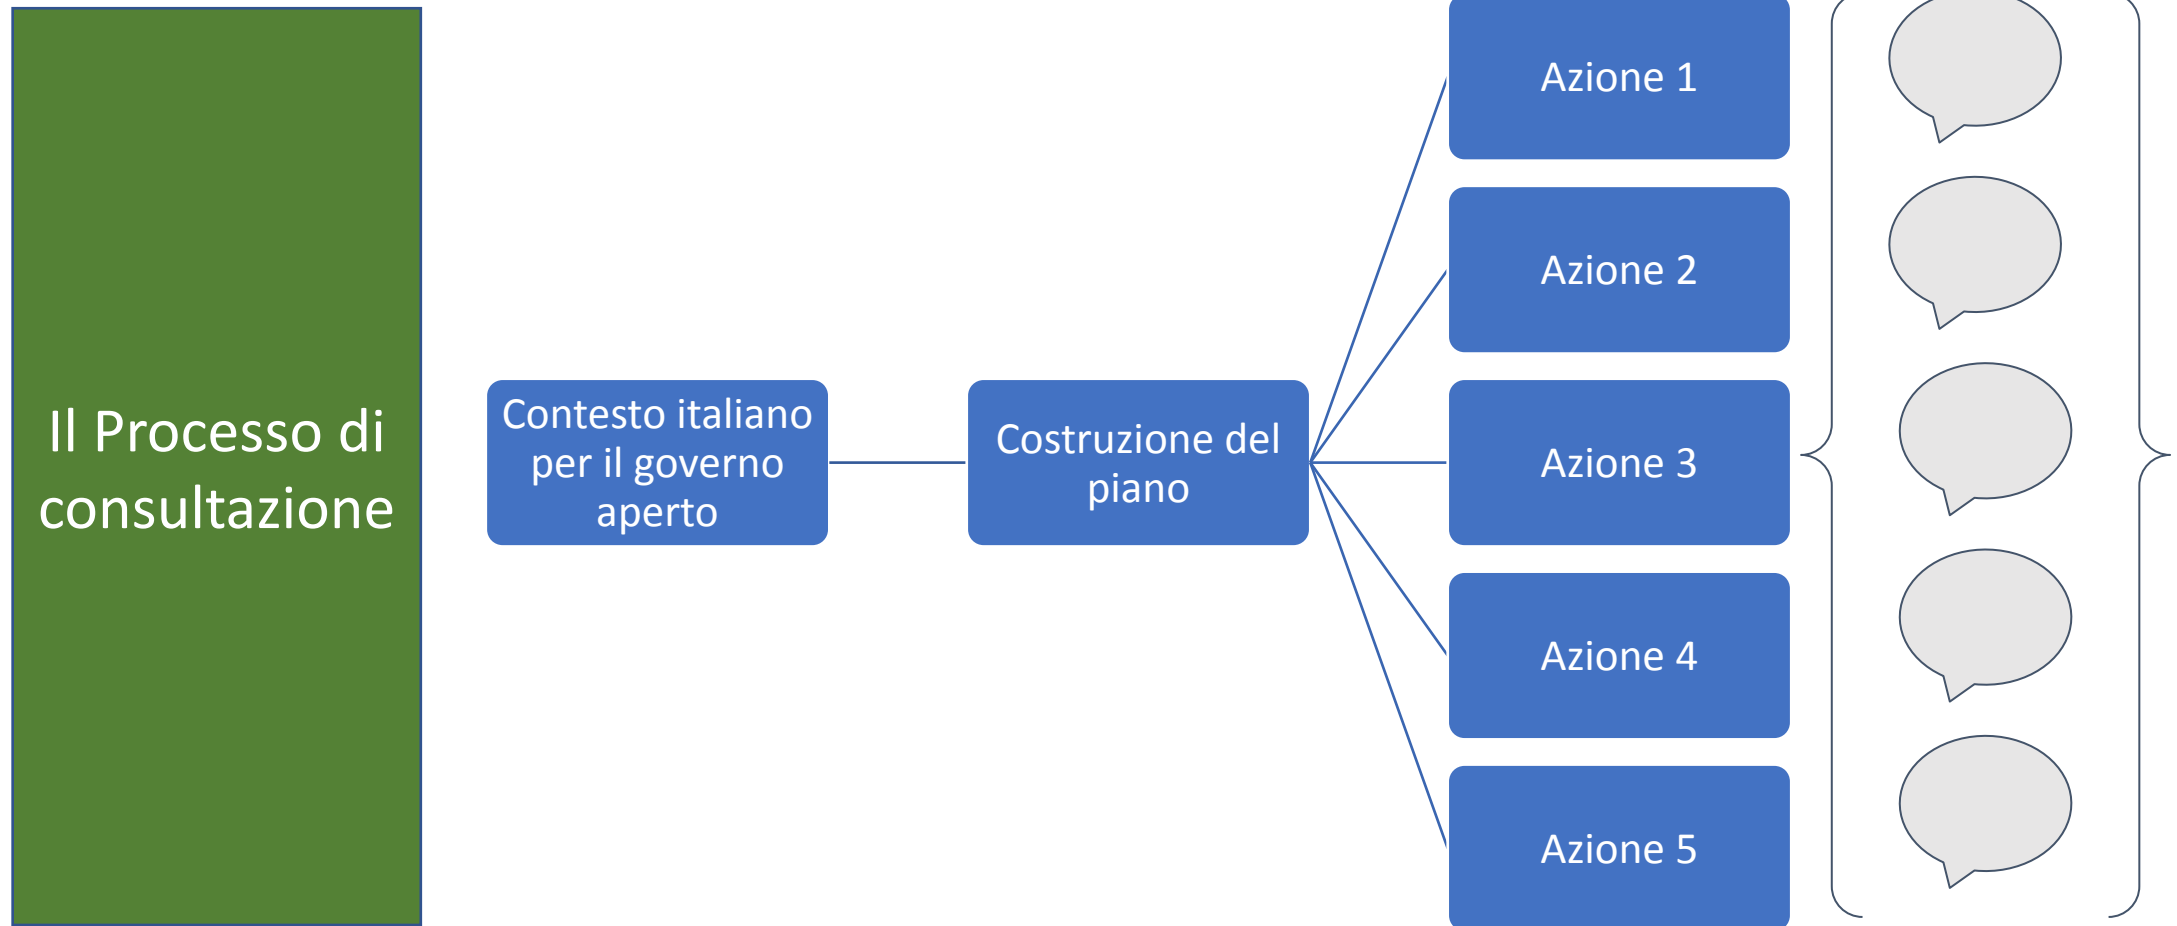 Il Processo di
consultazione
Contesto italiano
per il governo
aperto
Costruzione del
piano
Azione 1
Azione 2
Azione 3
Azione 4
Azione 5